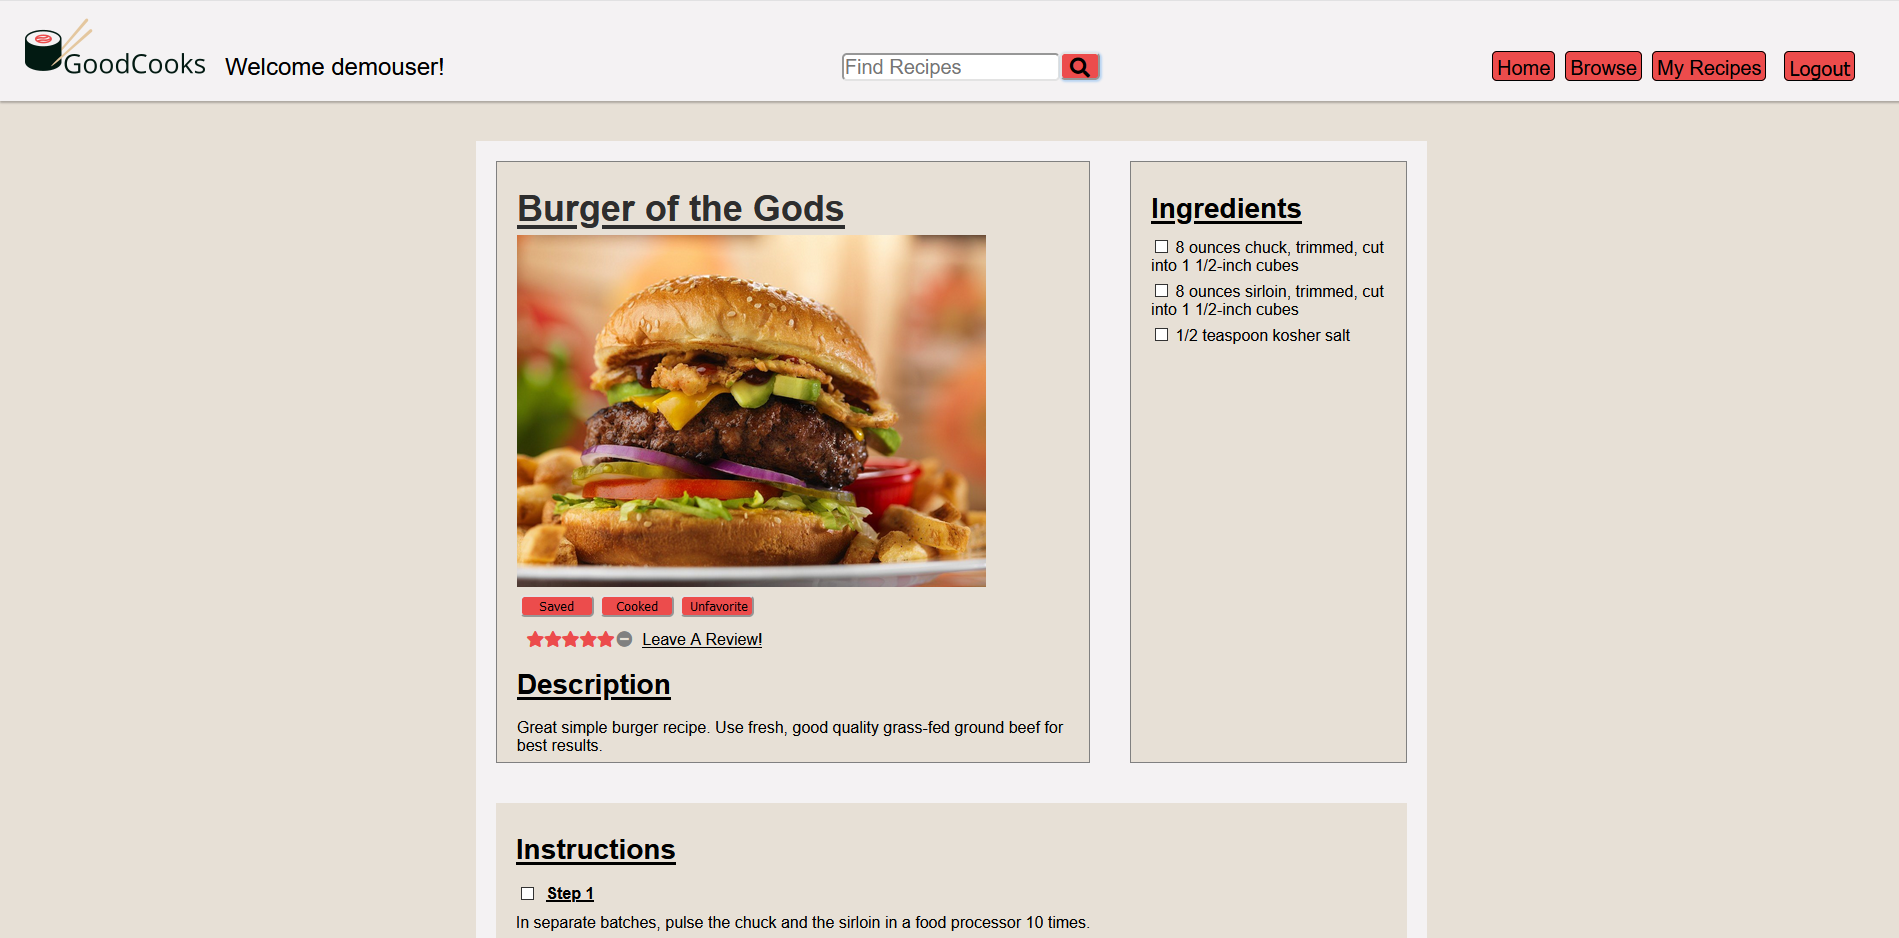 GoodCooks
Welcome demouser!
Find Recipes
Home
Browse
My Recipes
Logout
Burger of the Gods
Saved
Cooked
Unfavorite
Leave A Review!
Description
Great simple burger recipe. Use fresh, good quality grass-fed ground beef for
best results.
Ingredients
8 ounces chuck, trimmed, cut
into 1 1/2-inch cubes
8 ounces sirloin, trimmed, cut
into 1 1/2-inch cubes
1/2 teaspoon kosher salt
Instructions
Step 1
In separate batches, pulse the chuck and the sirloin in a food processor 10 times.